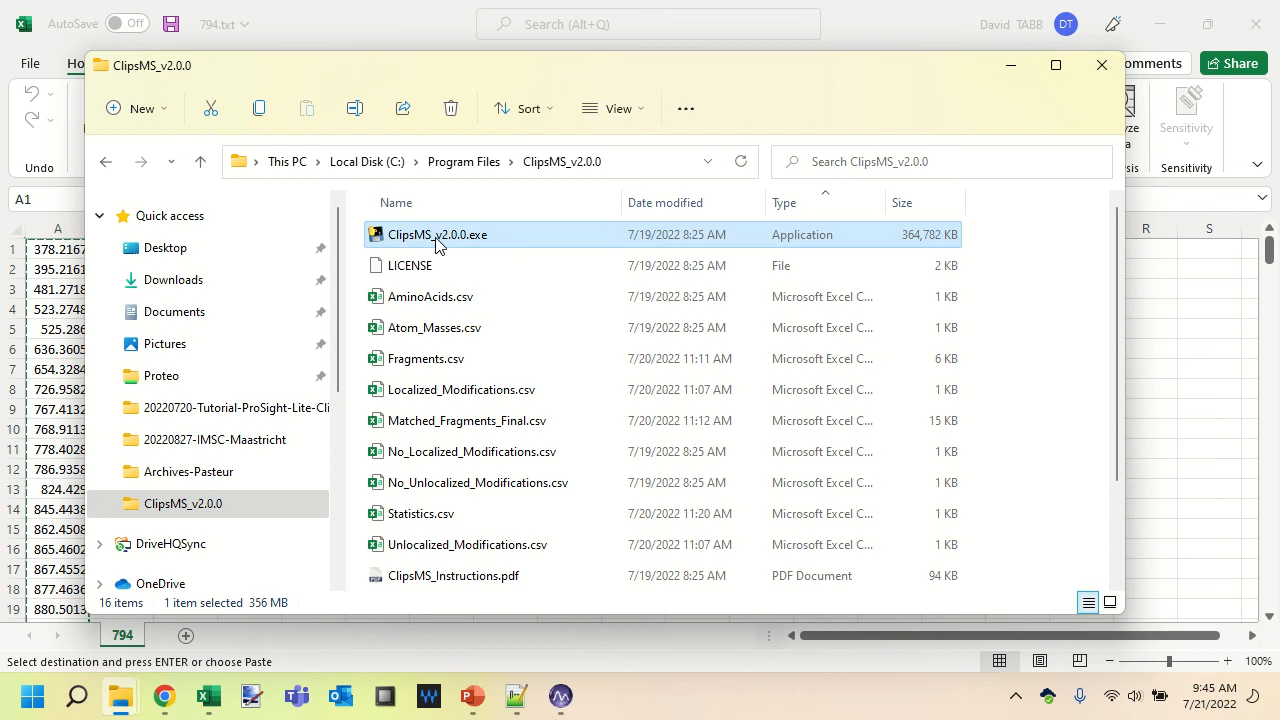 AutoSave Off 794.txt Search (Alt+Q) David TABB DT
File Ho omments Share
ClipsMS_v2.0.0
New Sort View
Undo yze a ysis Sensitivity Sensitivity
This PC Local Disk (C:) Program Files ClipsMS_v2.0.0 Search ClipsMS_v2.0.0
A1
Name Date modified Type Size
Quick access
Desktop
Downloads
Documents
Pictures
Proteo
20220720-Tutorial-ProSight-Lite-Cli
20220827-IMSC-Maastricht
Archives-Pasteur
ClipsMS_v2.0.0
DriveHQSync
OneDrive
ClipsMS_v2.0.0.exe 7/19/2022 8:25 AM Application 364,782 KB
LICENSE 7/19/2022 8:25 AM File 2 KB
AminoAcids.csv 7/19/2022 8:25 AM Microsoft Excel C... 1 KB
Atom_Masses.csv 7/19/2022 8:25 AM Microsoft Excel C... 1 KB
Fragments.csv 7/20/2022 11:11 AM Microsoft Excel C... 6 KB
Localized_Modifications.csv 7/20/2022 11:07 AM Microsoft Excel C... 1 KB
Matched_Fragments_Final.csv 7/20/2022 11:12 AM Microsoft Excel C... 15 KB
No_Localized_Modifications.csv 7/19/2022 8:25 AM Microsoft Excel C... 1 KB
No_Unlocalized_Modifications.csv 7/19/2022 8:25 AM Microsoft Excel C... 1 KB
Statistics.csv 7/20/2022 11:20 AM Microsoft Excel C... 1 KB
Unlocalized_Modifications.csv 7/20/2022 11:07 AM Microsoft Excel C... 1 KB
ClipsMS_Instructions.pdf 7/19/2022 8:25 AM PDF Document 94 KB
16 items 1 item selected 356 MB
A R S
1 378.2167
2 395.2161
3 481.2718
4 523.2748
5 525.286
6 636.3605
7 654.3284
8 726.9582
9 767.4132
10 768.9113
11 778.4028
12 786.9358
13 824.429
14 845.4438
15 862.4508
16 865.4602
17 867.4552
18 877.4636
19 880.5013
794
Select destination and press ENTER or choose Paste 100%
9:45 AM
7/21/2022